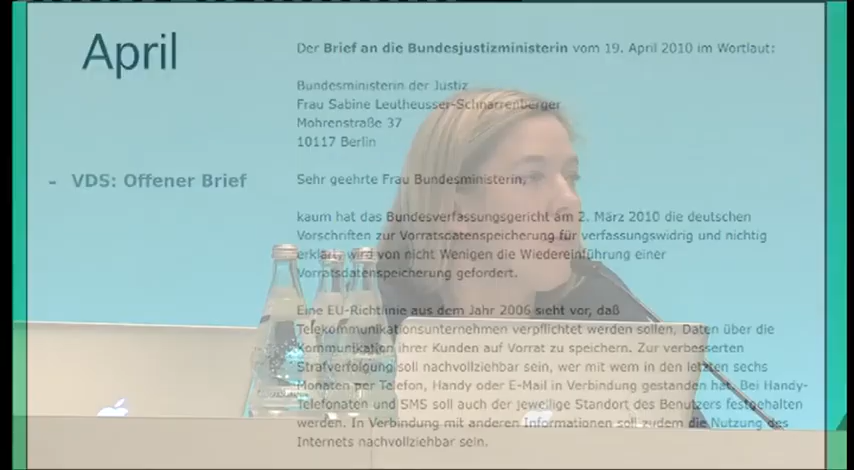 April
- VDS: Offener Brief
Der Brief an die Bundesjustizministerin vom 19. April 2010 im Wortlaut:
Bundesministerin der Justiz
Frau Sabine Leutheusser-Schnarrenberger
Mohrenstraße 37
10117 Berlin
Sehr geehrte Frau Bundesministerin,
kaum hat das Bundesverfassungsgericht am 2. März 2010 die deutschen
Vorschriften zur Vorratsdatenspeicherung für verfassungswidrig und nichtig
erklärt, wird von nicht Wenigen die Wiedereinführung einer
Vorratsdatenspeicherung gefordert.
Eine EU-Richtlinie aus dem Jahr 2006 sieht vor, daß
Telekommunikationsunternehmen verpflichtet werden sollen, Daten über die
Kommunikation ihrer Kunden auf Vorrat zu speichern. Zur verbesserten
Strafverfolgung soll nachvollziehbar sein, wer mit wem in den letzten sechs
Monaten per Telefon, Handy oder E-Mail in Verbindung gestanden hat. Bei Handy-
Telefonaten und SMS soll auch der jeweilige Standort des Benutzers festgehalten
werden. In Verbindung mit anderen Informationen soll zudem die Nutzung des
Internets nachvollziehbar sein.